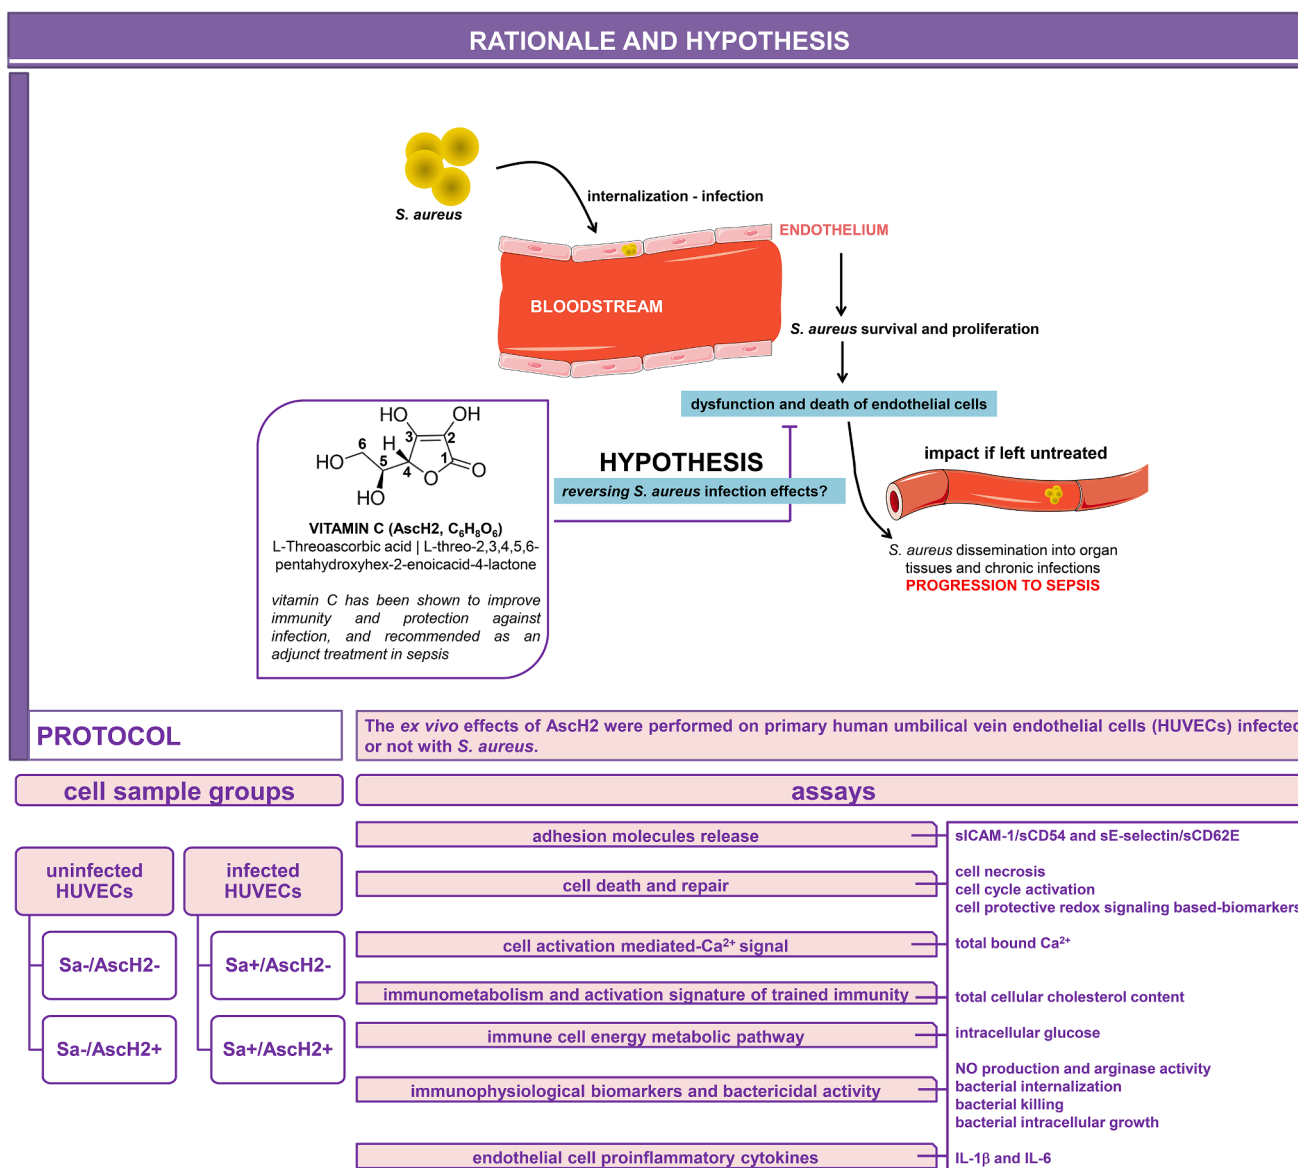 RATIONALE AND HYPOTHESIS
S. aureus
internalization - infection
ENDOTHELIUM
BLOODSTREAM
S. aureus survival and proliferation
dysfunction and death of endothelial cells
HO OH
3 2
H
6
5 4 1
HO O O
HO
HYPOTHESIS
reversing S. aureus infection effects?
impact if left untreated
VITAMIN C (AscH2, C₆H₈O₆)
L-Threoascorbic acid | L-threo-2,3,4,5,6-
pentahydroxyhex-2-enoicacid-4-lactone
vitamin C has been shown to improve
immunity and protection against
infection, and recommended as an
adjunct treatment in sepsis
S. aureus dissemination into organ
tissues and chronic infections
PROGRESSION TO SEPSIS
PROTOCOL
The ex vivo effects of AscH2 were performed on primary human umbilical vein endothelial cells (HUVECs) infected
or not with S. aureus.
cell sample groups
assays
uninfected
HUVECs
infected
HUVECs
Sa-/AscH2-
Sa+/AscH2-
Sa-/AscH2+
Sa+/AscH2+
adhesion molecules release
sICAM-1/sCD54 and sE-selectin/sCD62E
cell death and repair
cell necrosis
cell cycle activation
cell protective redox signaling based-biomarkers
cell activation mediated-Ca²⁺ signal
total bound Ca²⁺
immunometabolism and activation signature of trained immunity
total cellular cholesterol content
immune cell energy metabolic pathway
intracellular glucose
immunophysiological biomarkers and bactericidal activity
NO production and arginase activity
bacterial internalization
bacterial killing
bacterial intracellular growth
endothelial cell proinflammatory cytokines
IL-1β and IL-6